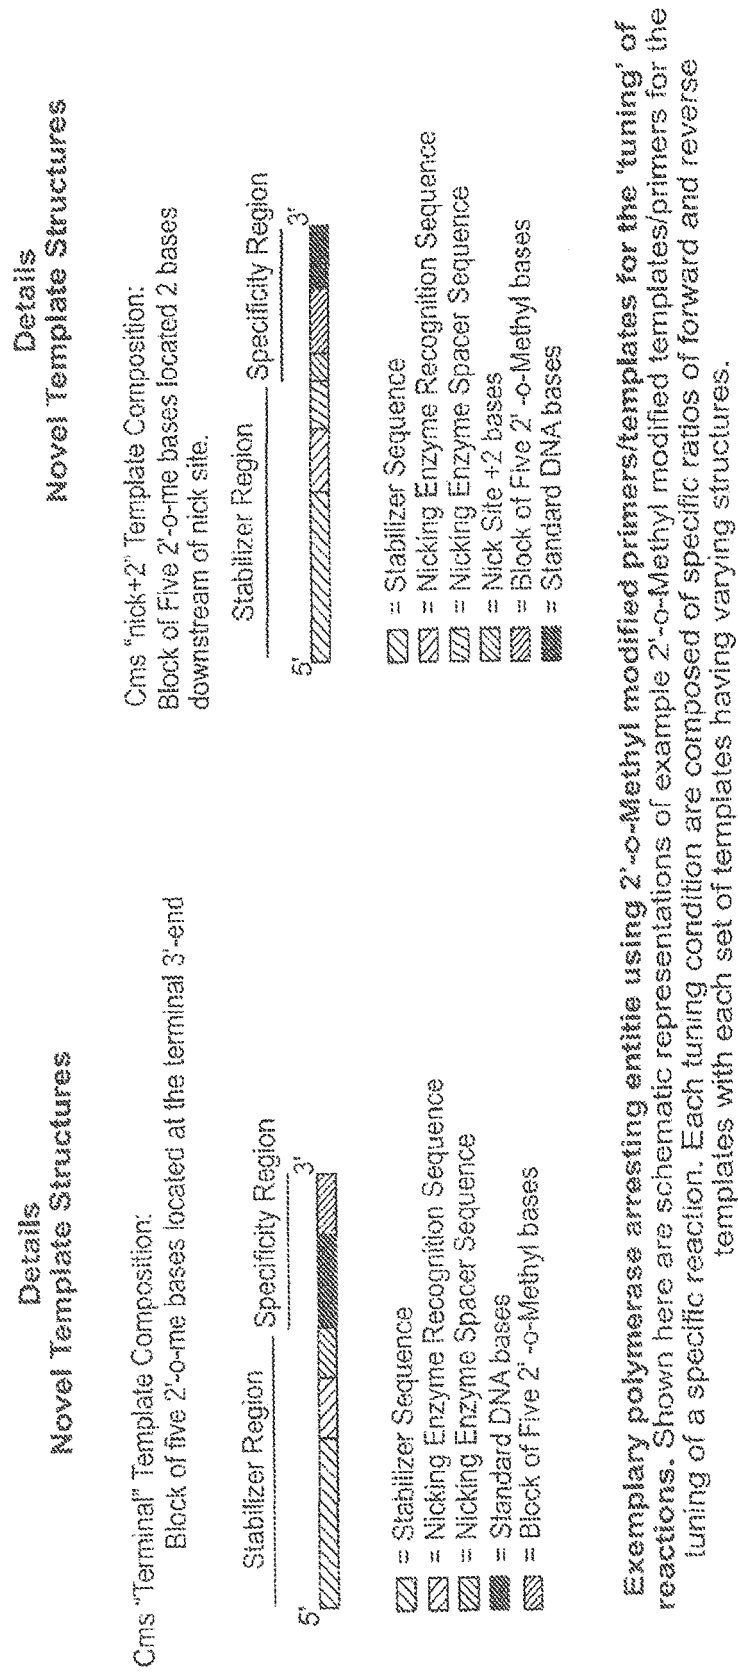 Details
Novel Template Structures
Cms "Terminal" Template Composition:
Block of five 2'-o-me bases located at the terminal 3'-end
Stabilizer Region
Specificity Region
5'
3'
= Stabilizer Sequence
= Nicking Enzyme Recognition Sequence
= Nicking Enzyme Spacer Sequence
= Standard DNA bases
= Block of Five 2' -o-Methyl bases
Details
Novel Template Structures
Cms "nick+2" Template Composition:
Block of Five 2'-o-me bases located 2 bases
downstream of nick site.
Stabilizer Region
Specificity Region
5'
3'
= Stabilizer Sequence
= Nicking Enzyme Recognition Sequence
= Nicking Enzyme Spacer Sequence
= Nick Site +2 bases
= Block of Five 2' -o-Methyl bases
= Standard DNA bases
Exemplary polymerase arresting entitie using 2'-o-Methyl modified primers/templates for the 'tuning' of
reactions. Shown here are schematic representations of example 2'-o-Methyl modified templates/primers for the
tuning of a specific reaction. Each tuning condition are composed of specific ratios of forward and reverse
templates with each set of templates having varying structures.